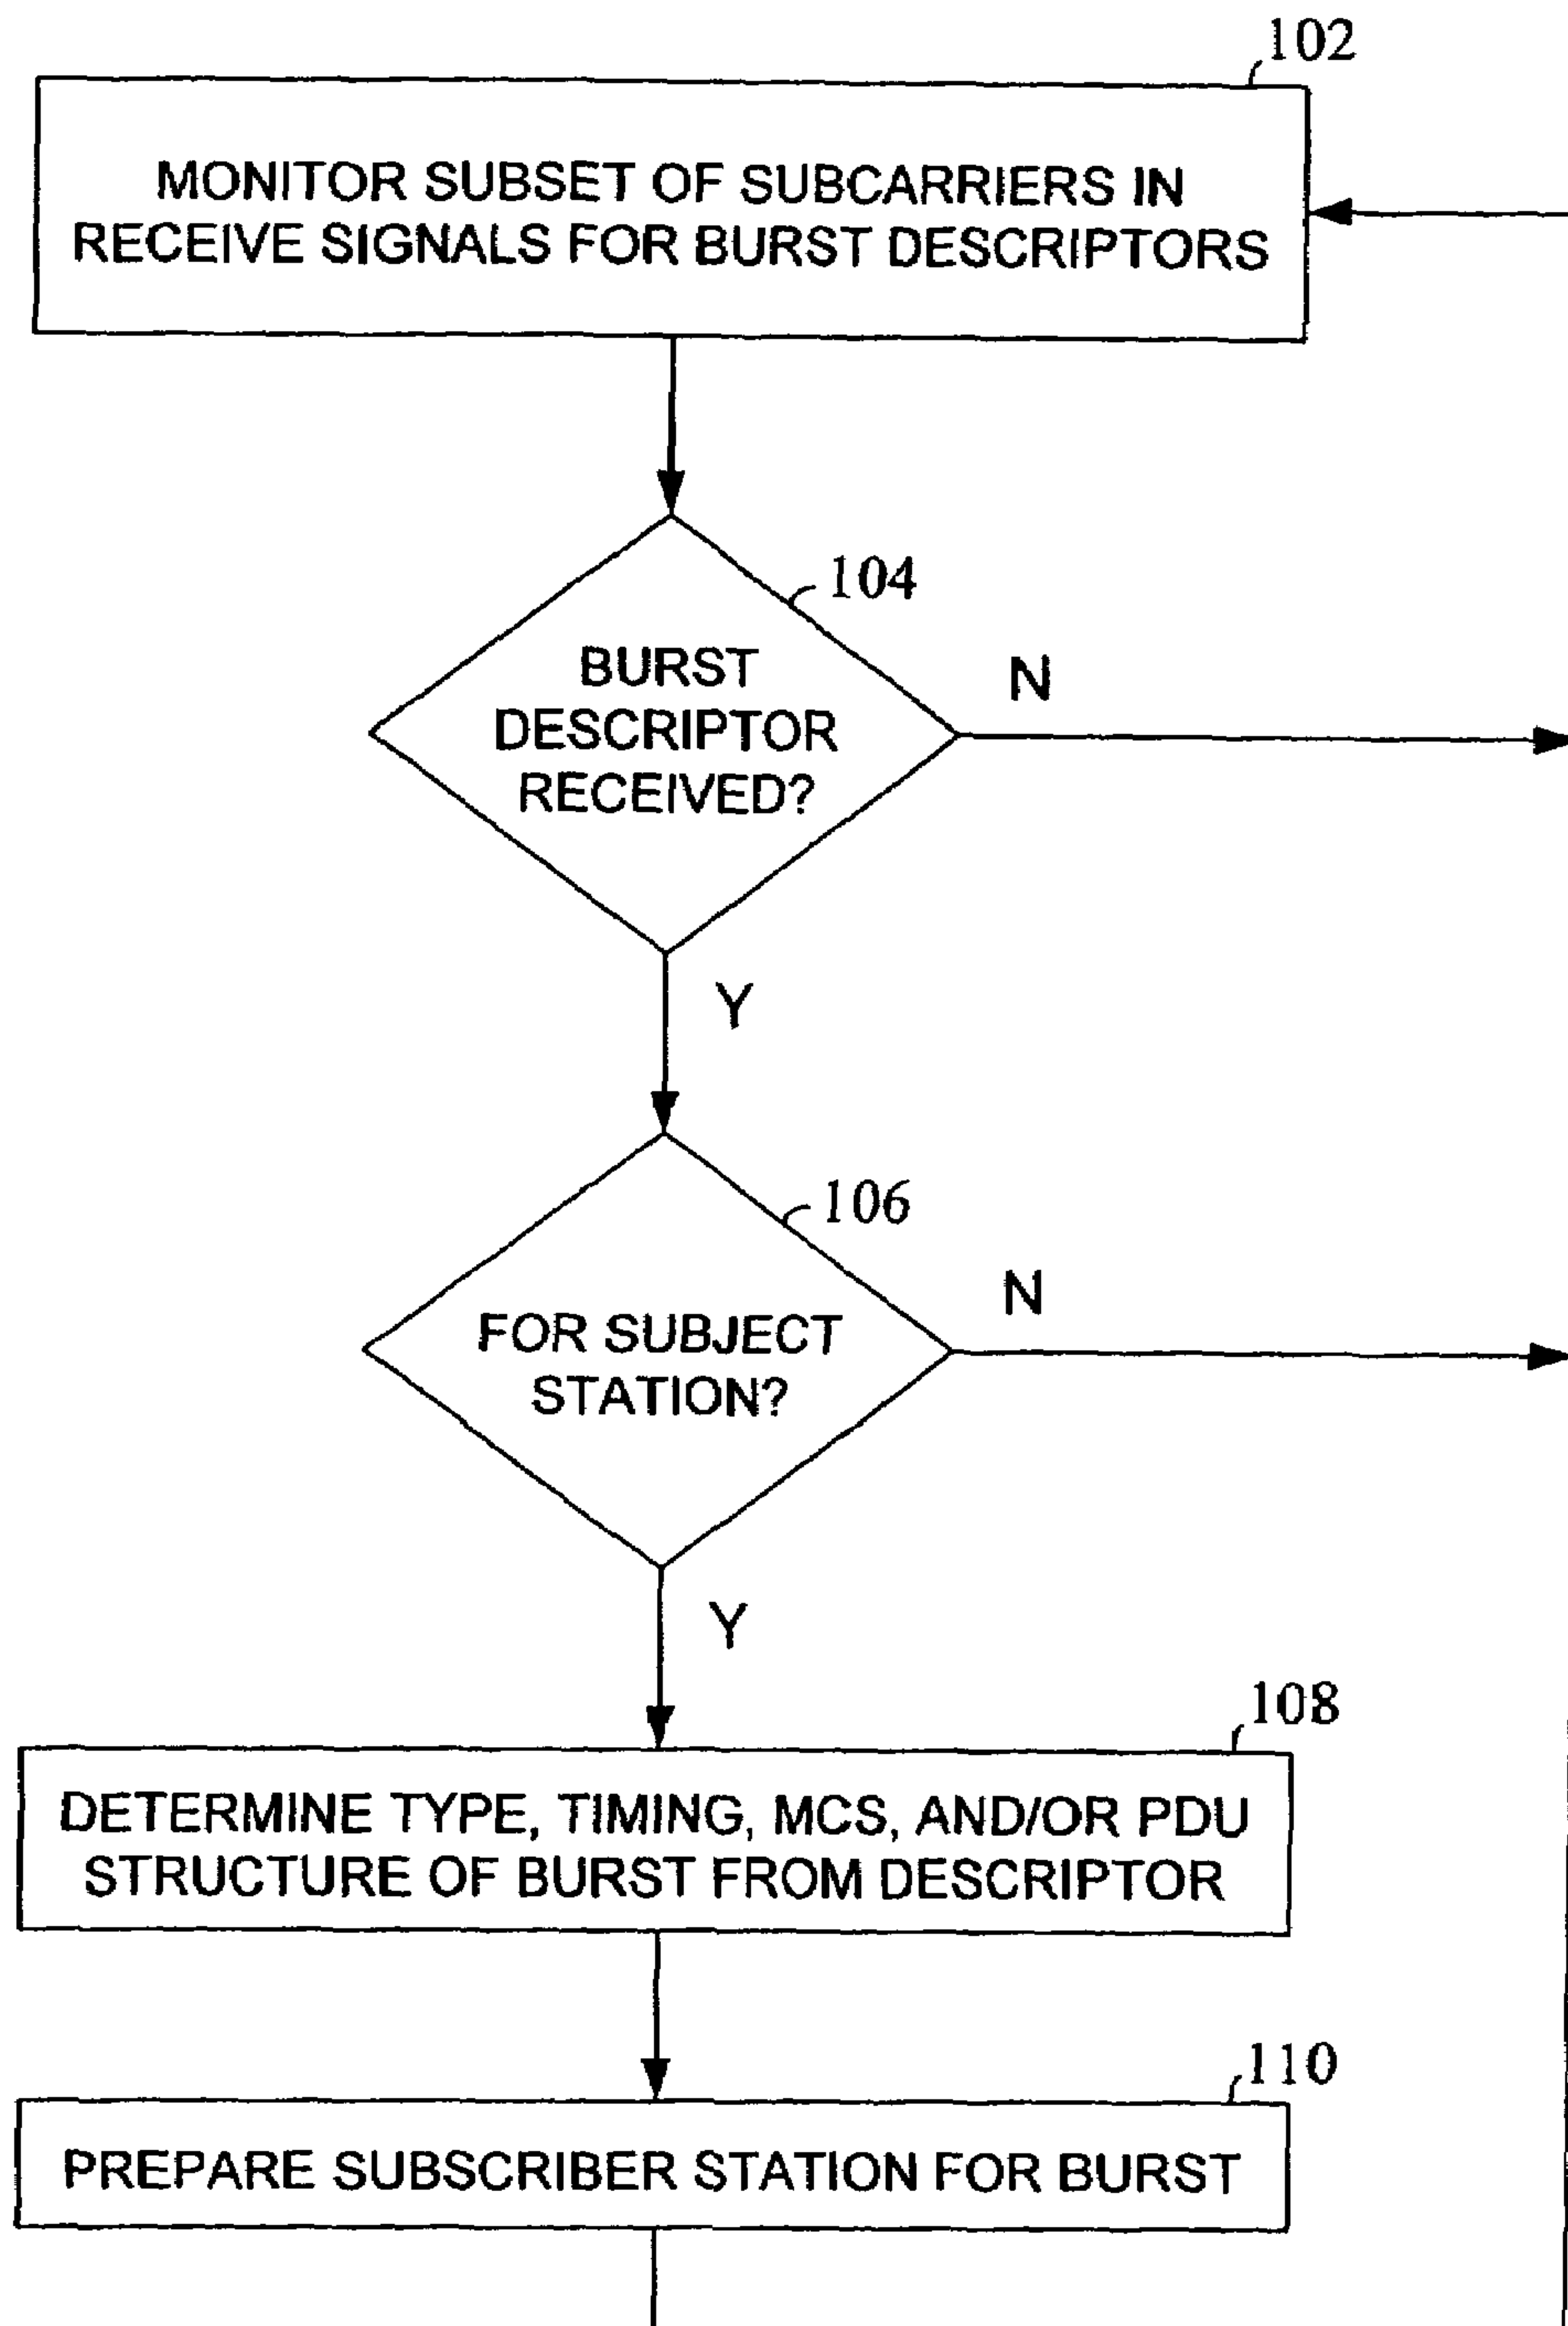 102
MONITOR SUBSET OF SUBCARRIERS IN
RECEIVE SIGNALS FOR BURST DESCRIPTORS
104
BURST
DESCRIPTOR
RECEIVED?
N
Y
106
FOR SUBJECT
STATION?
N
Y
108
DETERMINE TYPE, TIMING, MCS, AND/OR PDU
STRUCTURE OF BURST FROM DESCRIPTOR
110
PREPARE SUBSCRIBER STATION FOR BURST